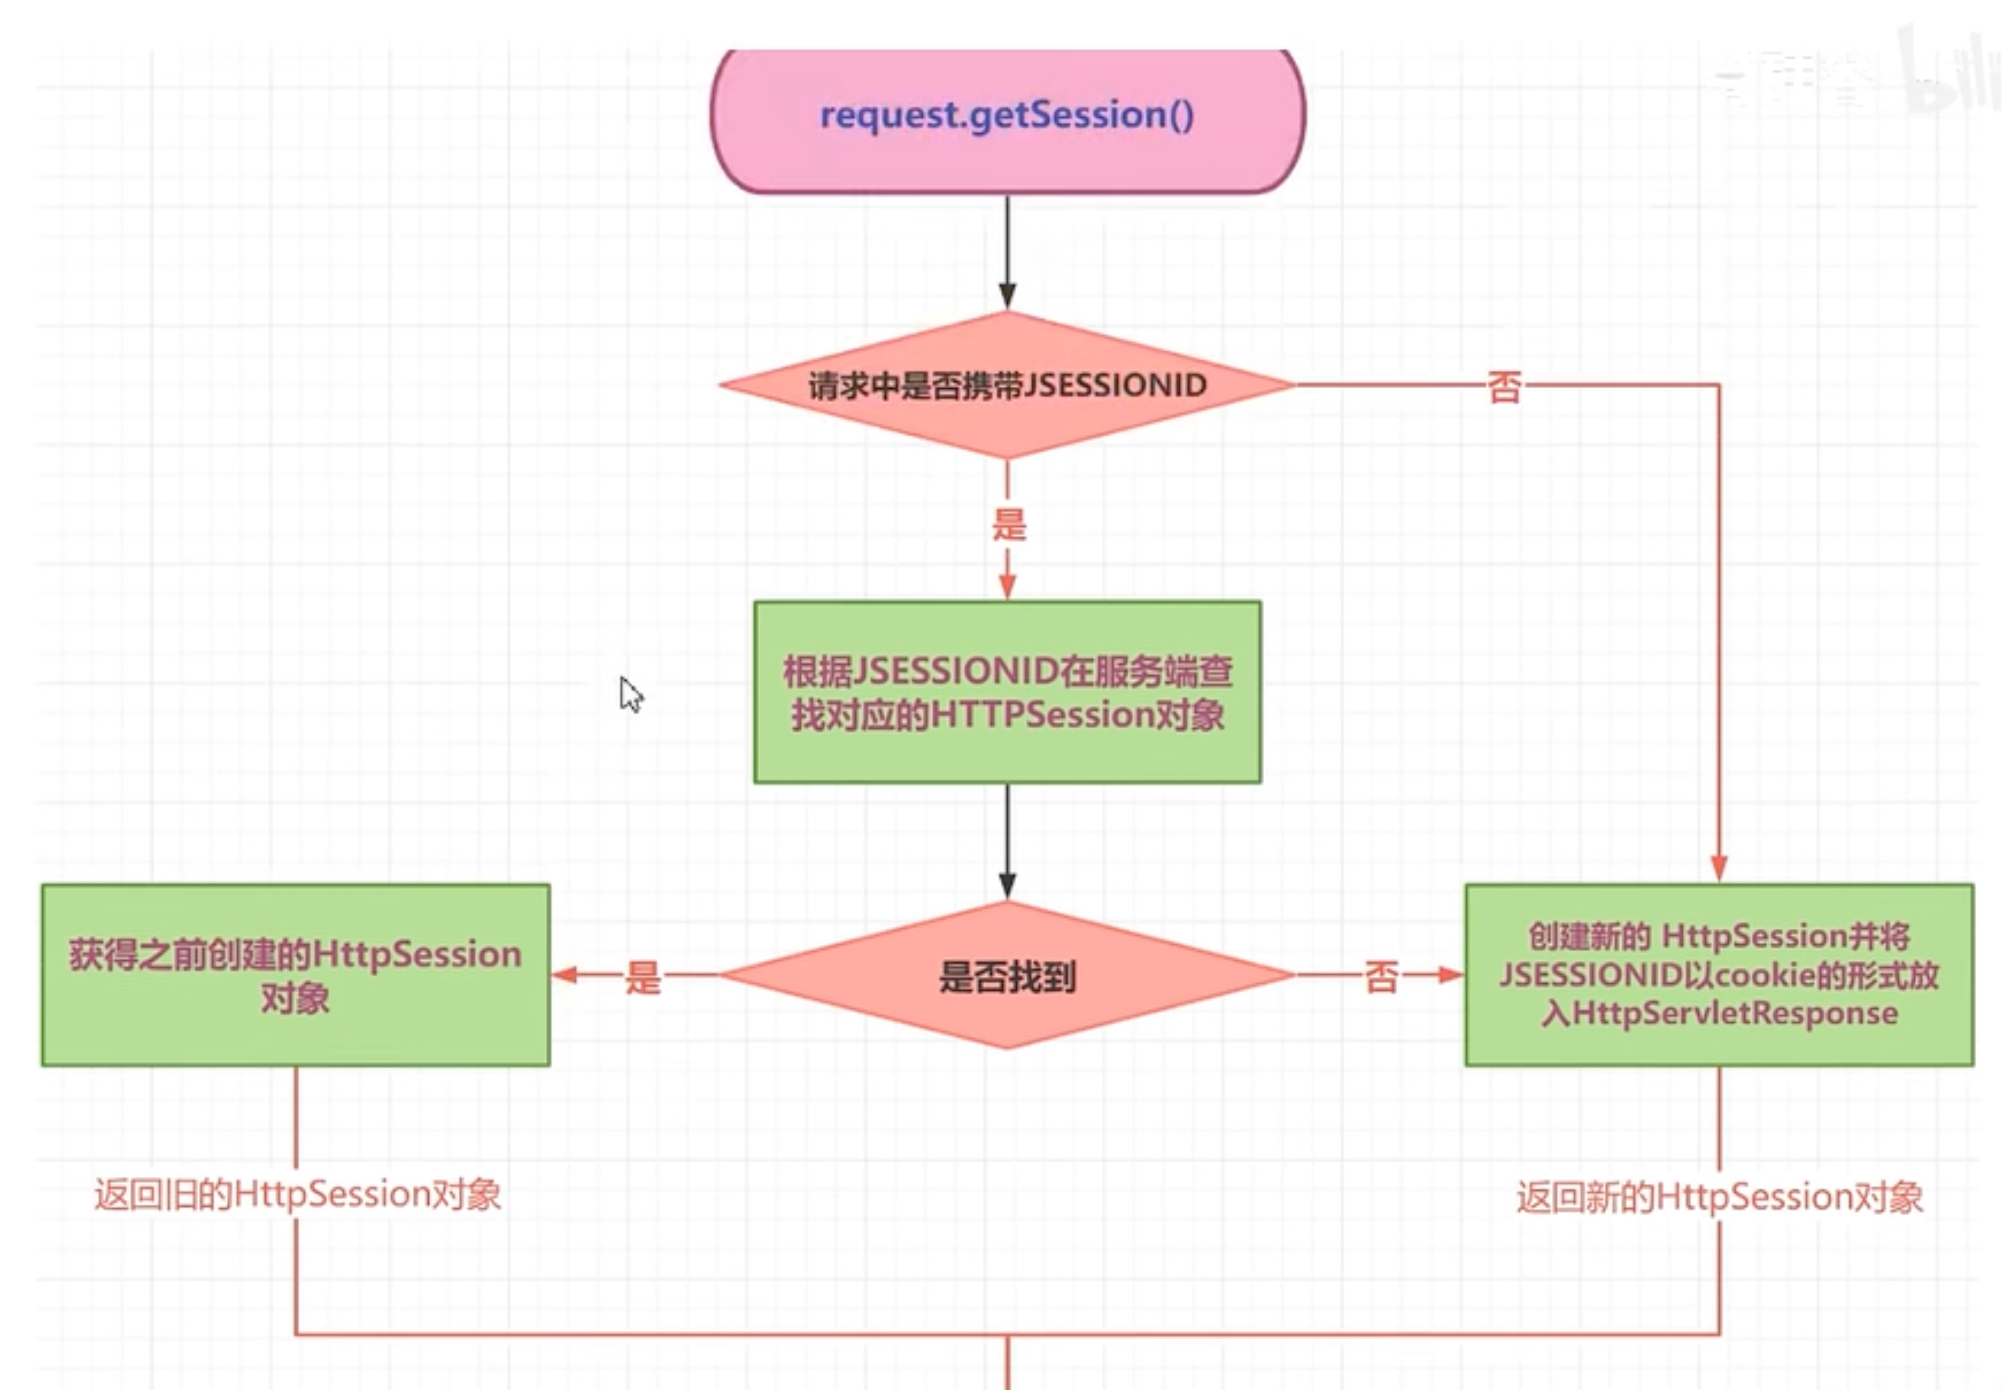 request.getSession()
请求中是否携带JSESSIONID
否
是
根据JSESSIONID在服务端查
找对应的HTTPSession对象
获得之前创建的HttpSession
对象
是
是否找到
否
创建新的 HttpSession并将
JSESSIONID以cookie的形式放
入HttpServletResponse
返回旧的HttpSession对象
返回新的HttpSession对象